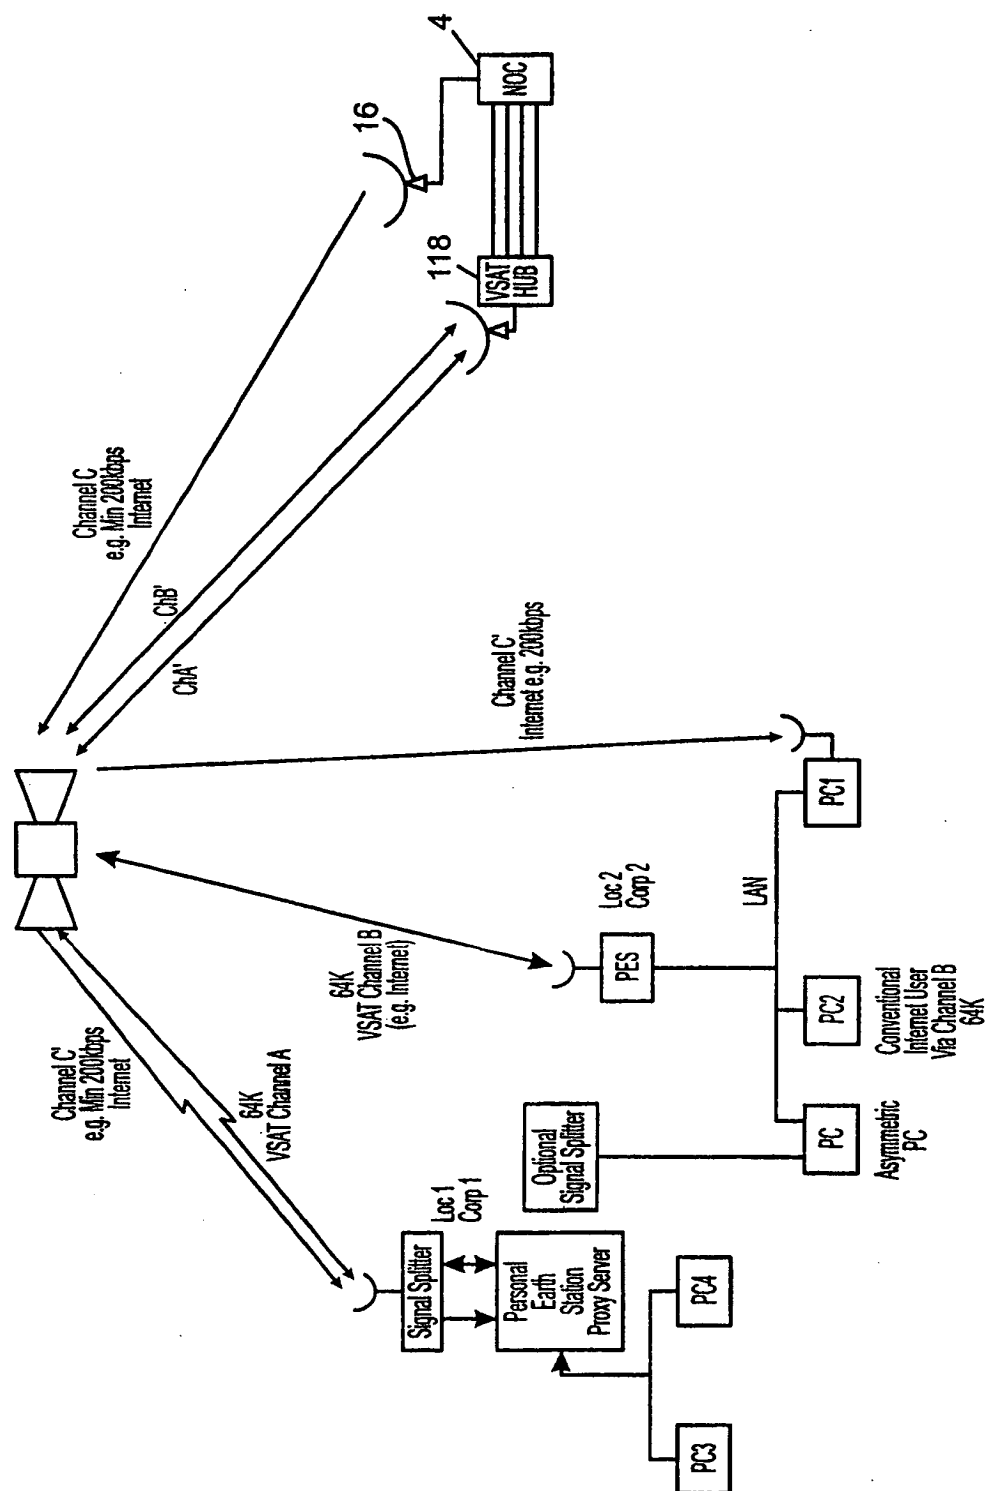 Channel C'
e.g. Min 200kbps
Internet
64K
VSAT Channel A
Loc 1
Corp 1
Signal Splitter
Personal
Earth
Station
Proxy Server
PC3
PC4
64K
VSAT Channel B
(e.g. Internet)
Loc 2
Corp 2
PES
Optional
Signal Splitter
LAN
PC
Asymmetric
PC
PC2
Conventional
Internet User
Via Channel B
64K
PC1
Channel C'
Internet e.g. 200kbps
ChA'
ChB'
Channel C
e.g. Min 200kbps
Internet
118
VSAT
HUB
16
4
NOC